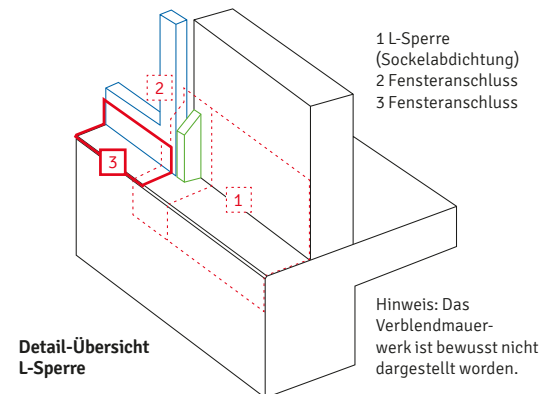 1 L-Sperre
(Sockelabdichtung)
2 Fensteranschluss
3 Fensteranschluss
2
3
1
Hinweis: Das
Verblendmauer-
werk ist bewusst nicht
dargestellt worden.
Detail-Übersicht
L-Sperre